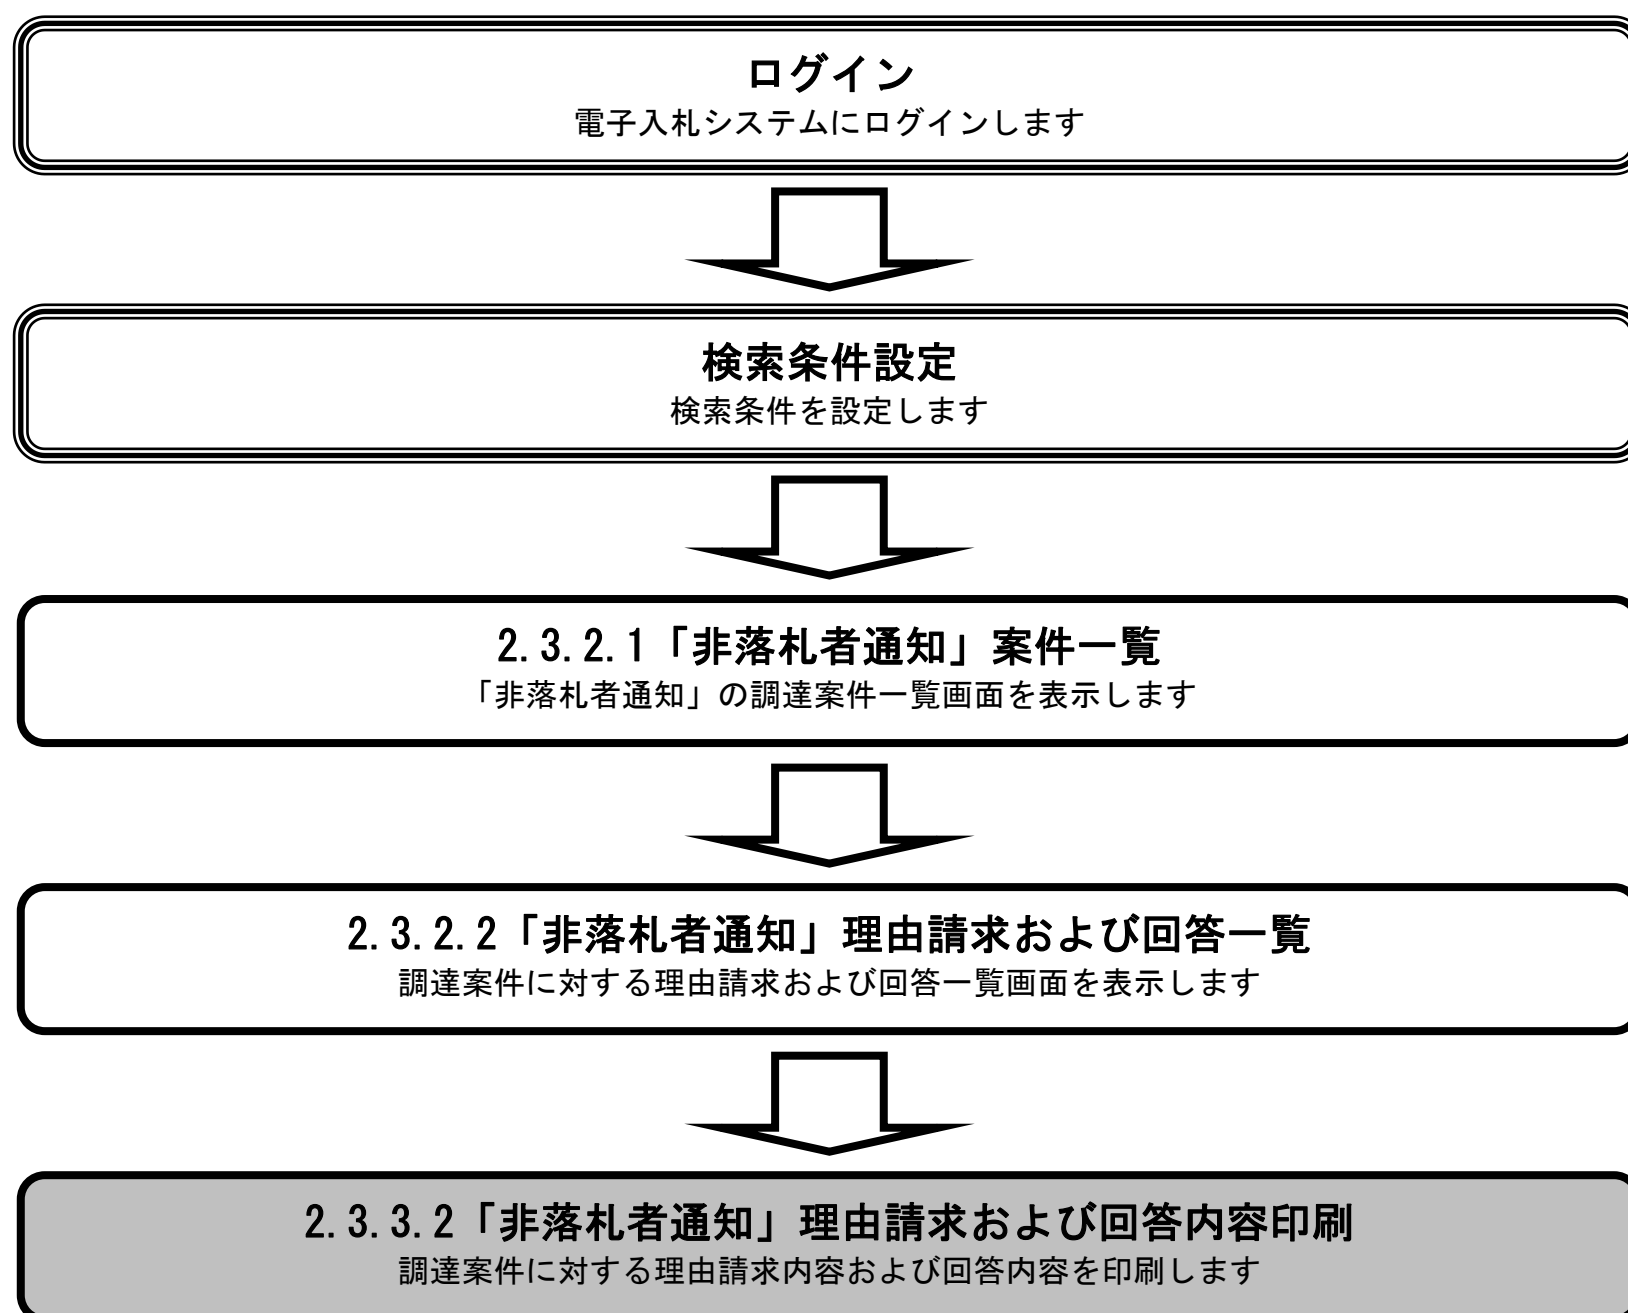 ログイン
電子入札システムにログインします
検索条件設定
検索条件を設定します
2.3.2.1「非落札者通知」案件一覧
「非落札者通知」の調達案件一覧画面を表示します
2.3.2.2「非落札者通知」理由請求および回答一覧
調達案件に対する理由請求および回答一覧画面を表示します
2.3.3.2「非落札者通知」理由請求および回答内容印刷
調達案件に対する理由請求内容および回答内容を印刷します